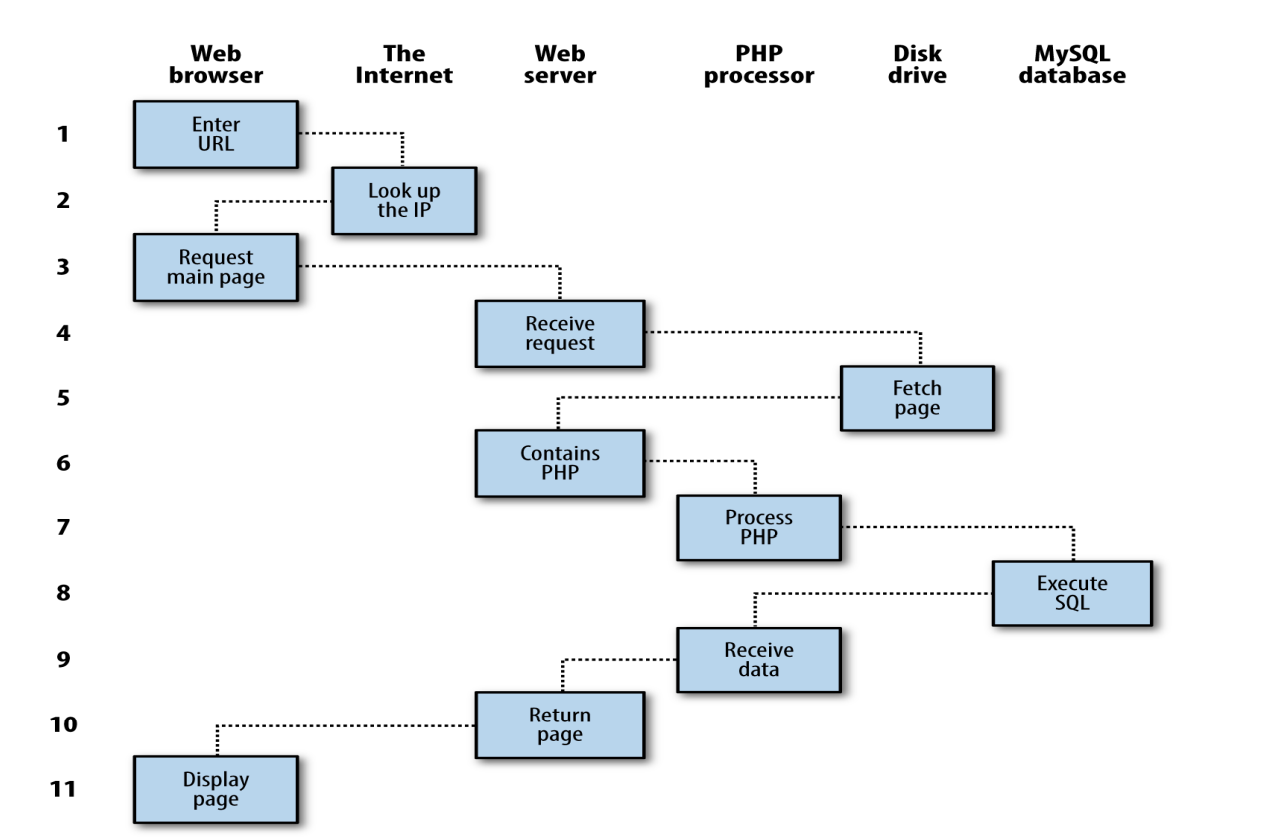 Web
browser
The
Internet
Web
server
PHP
processor
Disk
drive
MySQL
database
1
Enter
URL
2
Look up
the IP
3
Request
main page
4
Receive
request
5
Fetch
page
6
Contains
PHP
7
Process
PHP
8
Execute
SQL
9
Receive
data
10
Return
page
11
Display
page